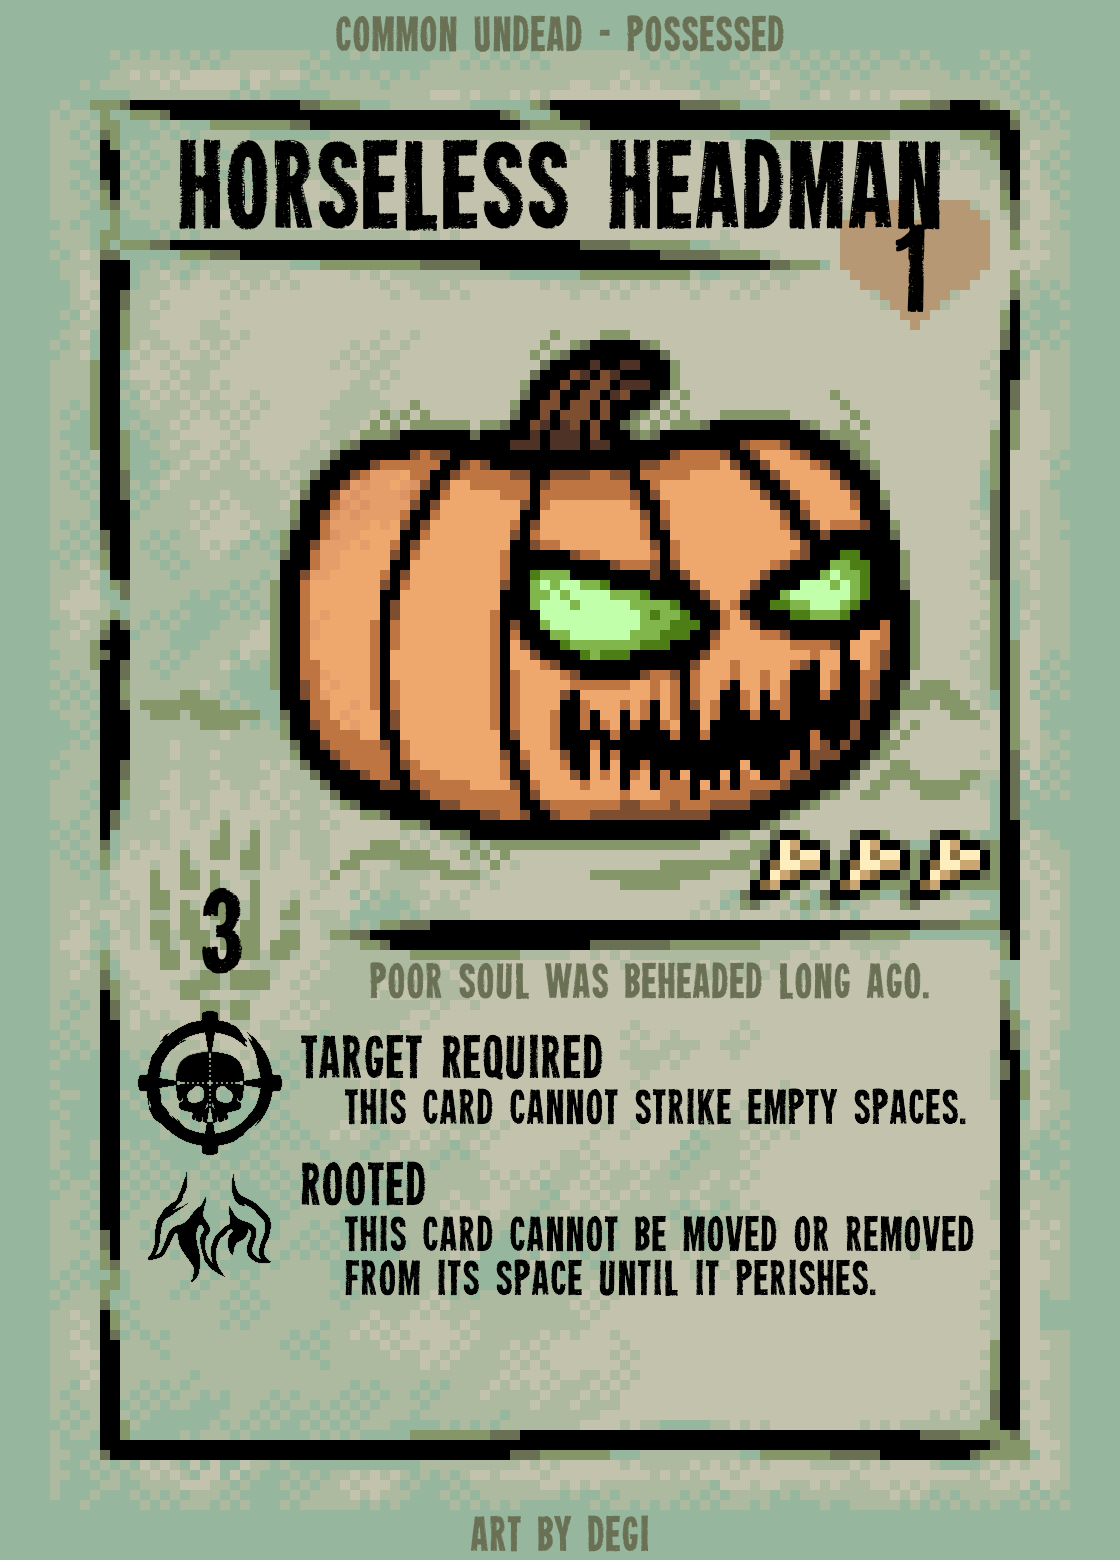 COMMON UNDEAD - POSSESSED
HORSELESS HEADMAN
1
3
POOR SOUL WAS BEHEADED LONG AGO.
TARGET REQUIRED
THIS CARD CANNOT STRIKE EMPTY SPACES.
ROOTED
THIS CARD CANNOT BE MOVED OR REMOVED
FROM ITS SPACE UNTIL IT PERISHES.
ART BY DEGI